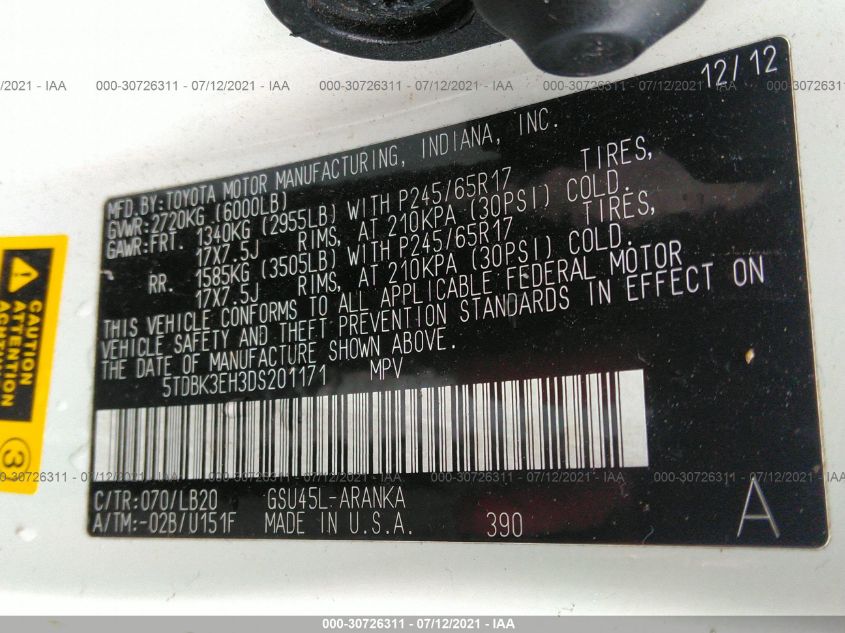 /2021 - IAA 000-30726311 - 07/12/2021 - IAA 000-30726311 - 07/12/2021 - IAA 000-30726311 - 07/12/2021
12/12
MFD.BY:TOYOTA MOTOR MANUFACTURING, INDIANA, INC.
GVWR:2720KG (6000LB)
GAWR:FRT. 1340KG (2955LB) WITH P245/65R17 TIRES,
17X7.5J RIMS, AT 210KPA (30PSI) COLD.
RR. 1585KG (3505LB) WITH P245/65R17 TIRES,
17X7.5J RIMS, AT 210KPA (30PSI) COLD.
THIS VEHICLE CONFORMS TO ALL APPLICABLE FEDERAL MOTOR
VEHICLE SAFETY AND THEFT PREVENTION STANDARDS IN EFFECT ON
THE DATE OF MANUFACTURE SHOWN ABOVE.
5TDBK3EH3DS201171 MPV
CAUTION
ACHTUNG
ATTENTION
3
30726311 - 07/12/2021 - IAA 000-30726311 - 07/12/2021 - IAA 000-30726311 - 07/12/2021 - IAA
C/TR:070/LB20 GSU45L-ARANKA
A/TM:-02B/U151F MADE IN U.S.A. 390 A
000-30726311 - 07/12/2021 - IAA